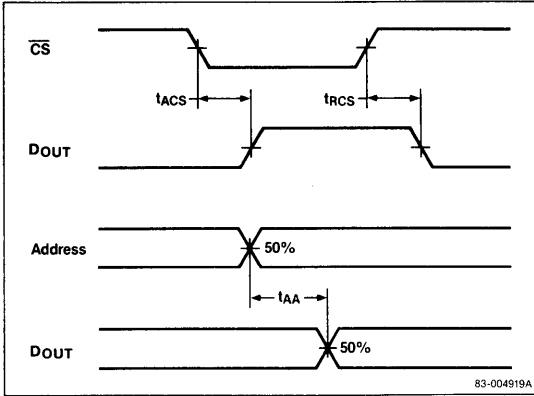 CS
tACS
tRCS
DOUT
Address
50%
tAA
DOUT
50%
83-004919A